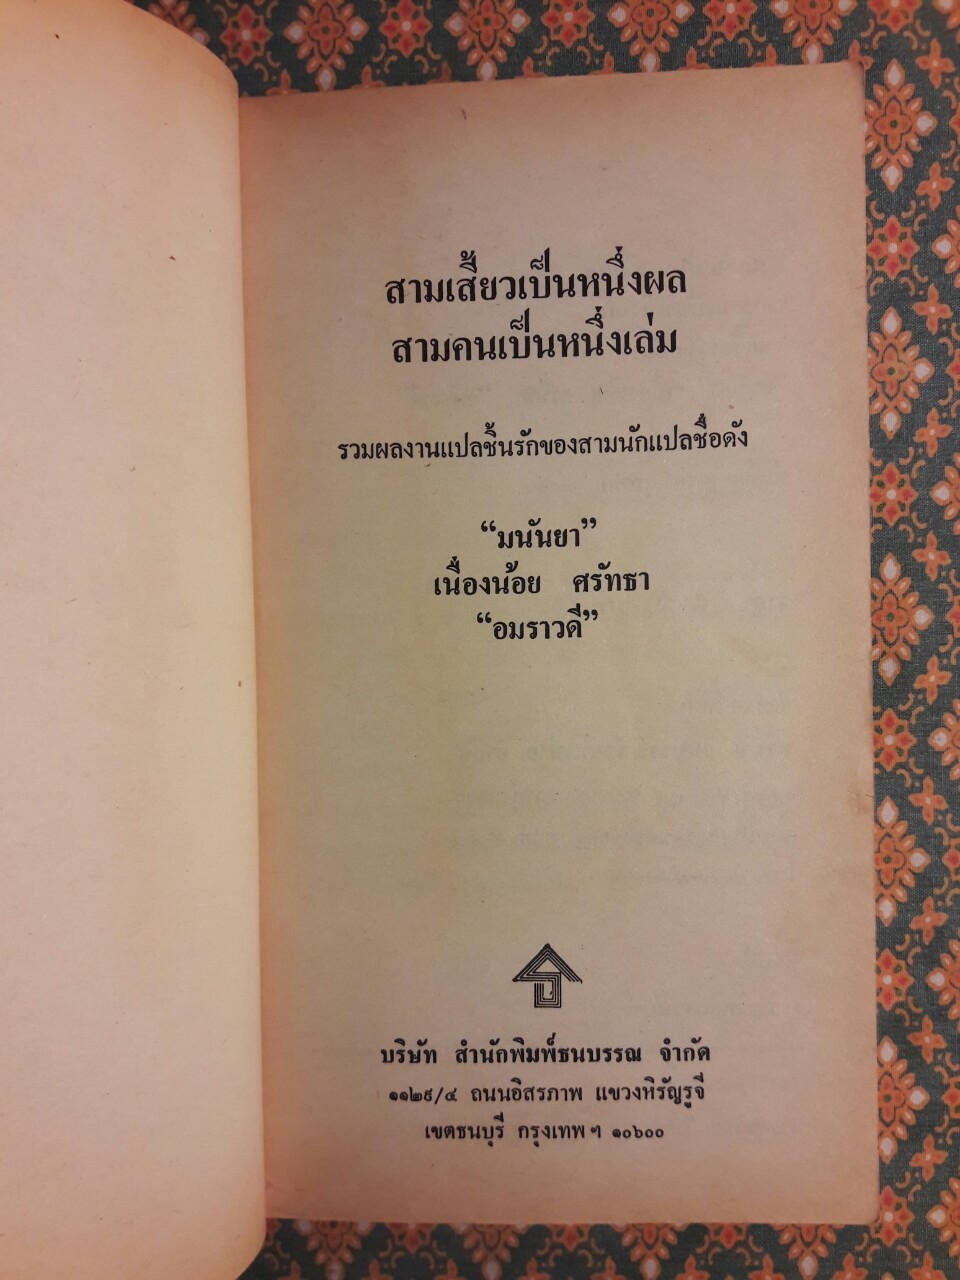 สามเสี้ยวเป็นหนึ่งผล
สามคนเป็นหนึ่งเล่ม
รวมผลงานแปลชิ้นรักของสามนักแปลชื่อดัง
“มนันยา”
เนื่องน้อย ศรัทธา
“อมราวดี”
บริษัท สำนักพิมพ์ธนบรรณ จำกัด
๑๑๒๙/๔ ถนนอิสรภาพ แขวงหิรัญรูจี
เขตธนบุรี กรุงเทพ ฯ ๑๐๖๐๐